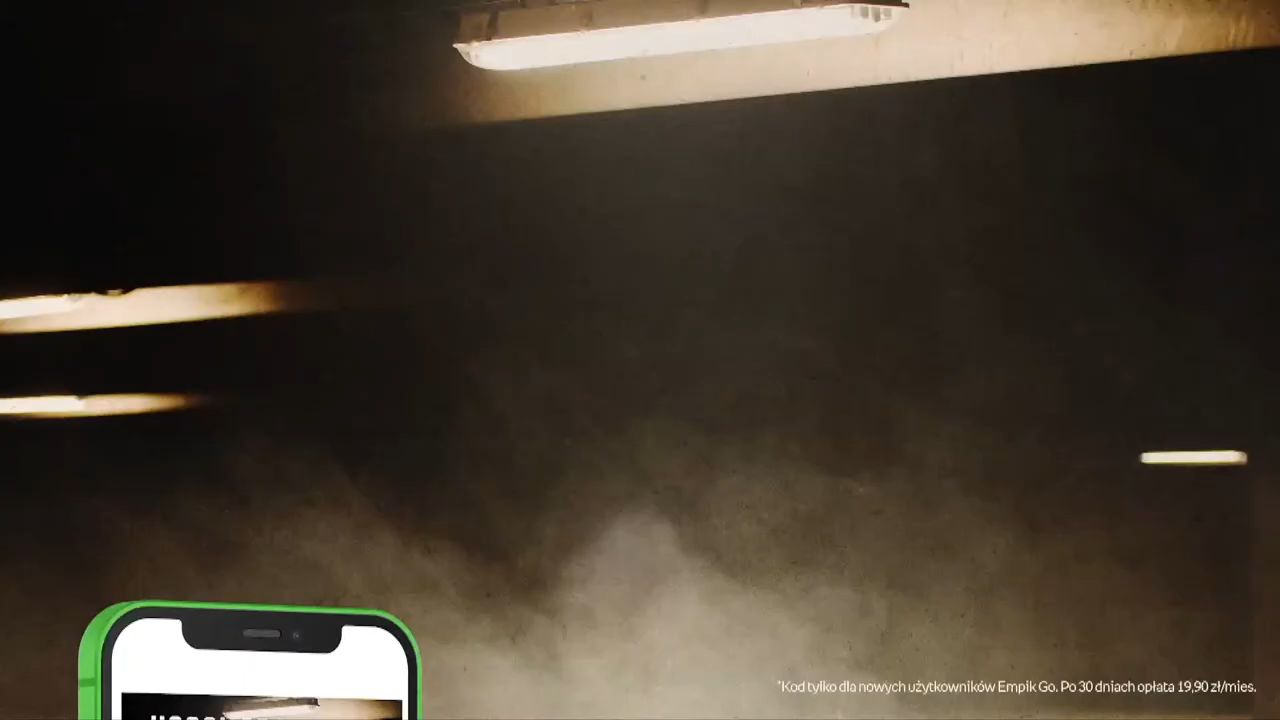 *Kod tylko dla nowych użytkowników Empik Go. Po 30 dniach opłata 19,90 zł/mies.